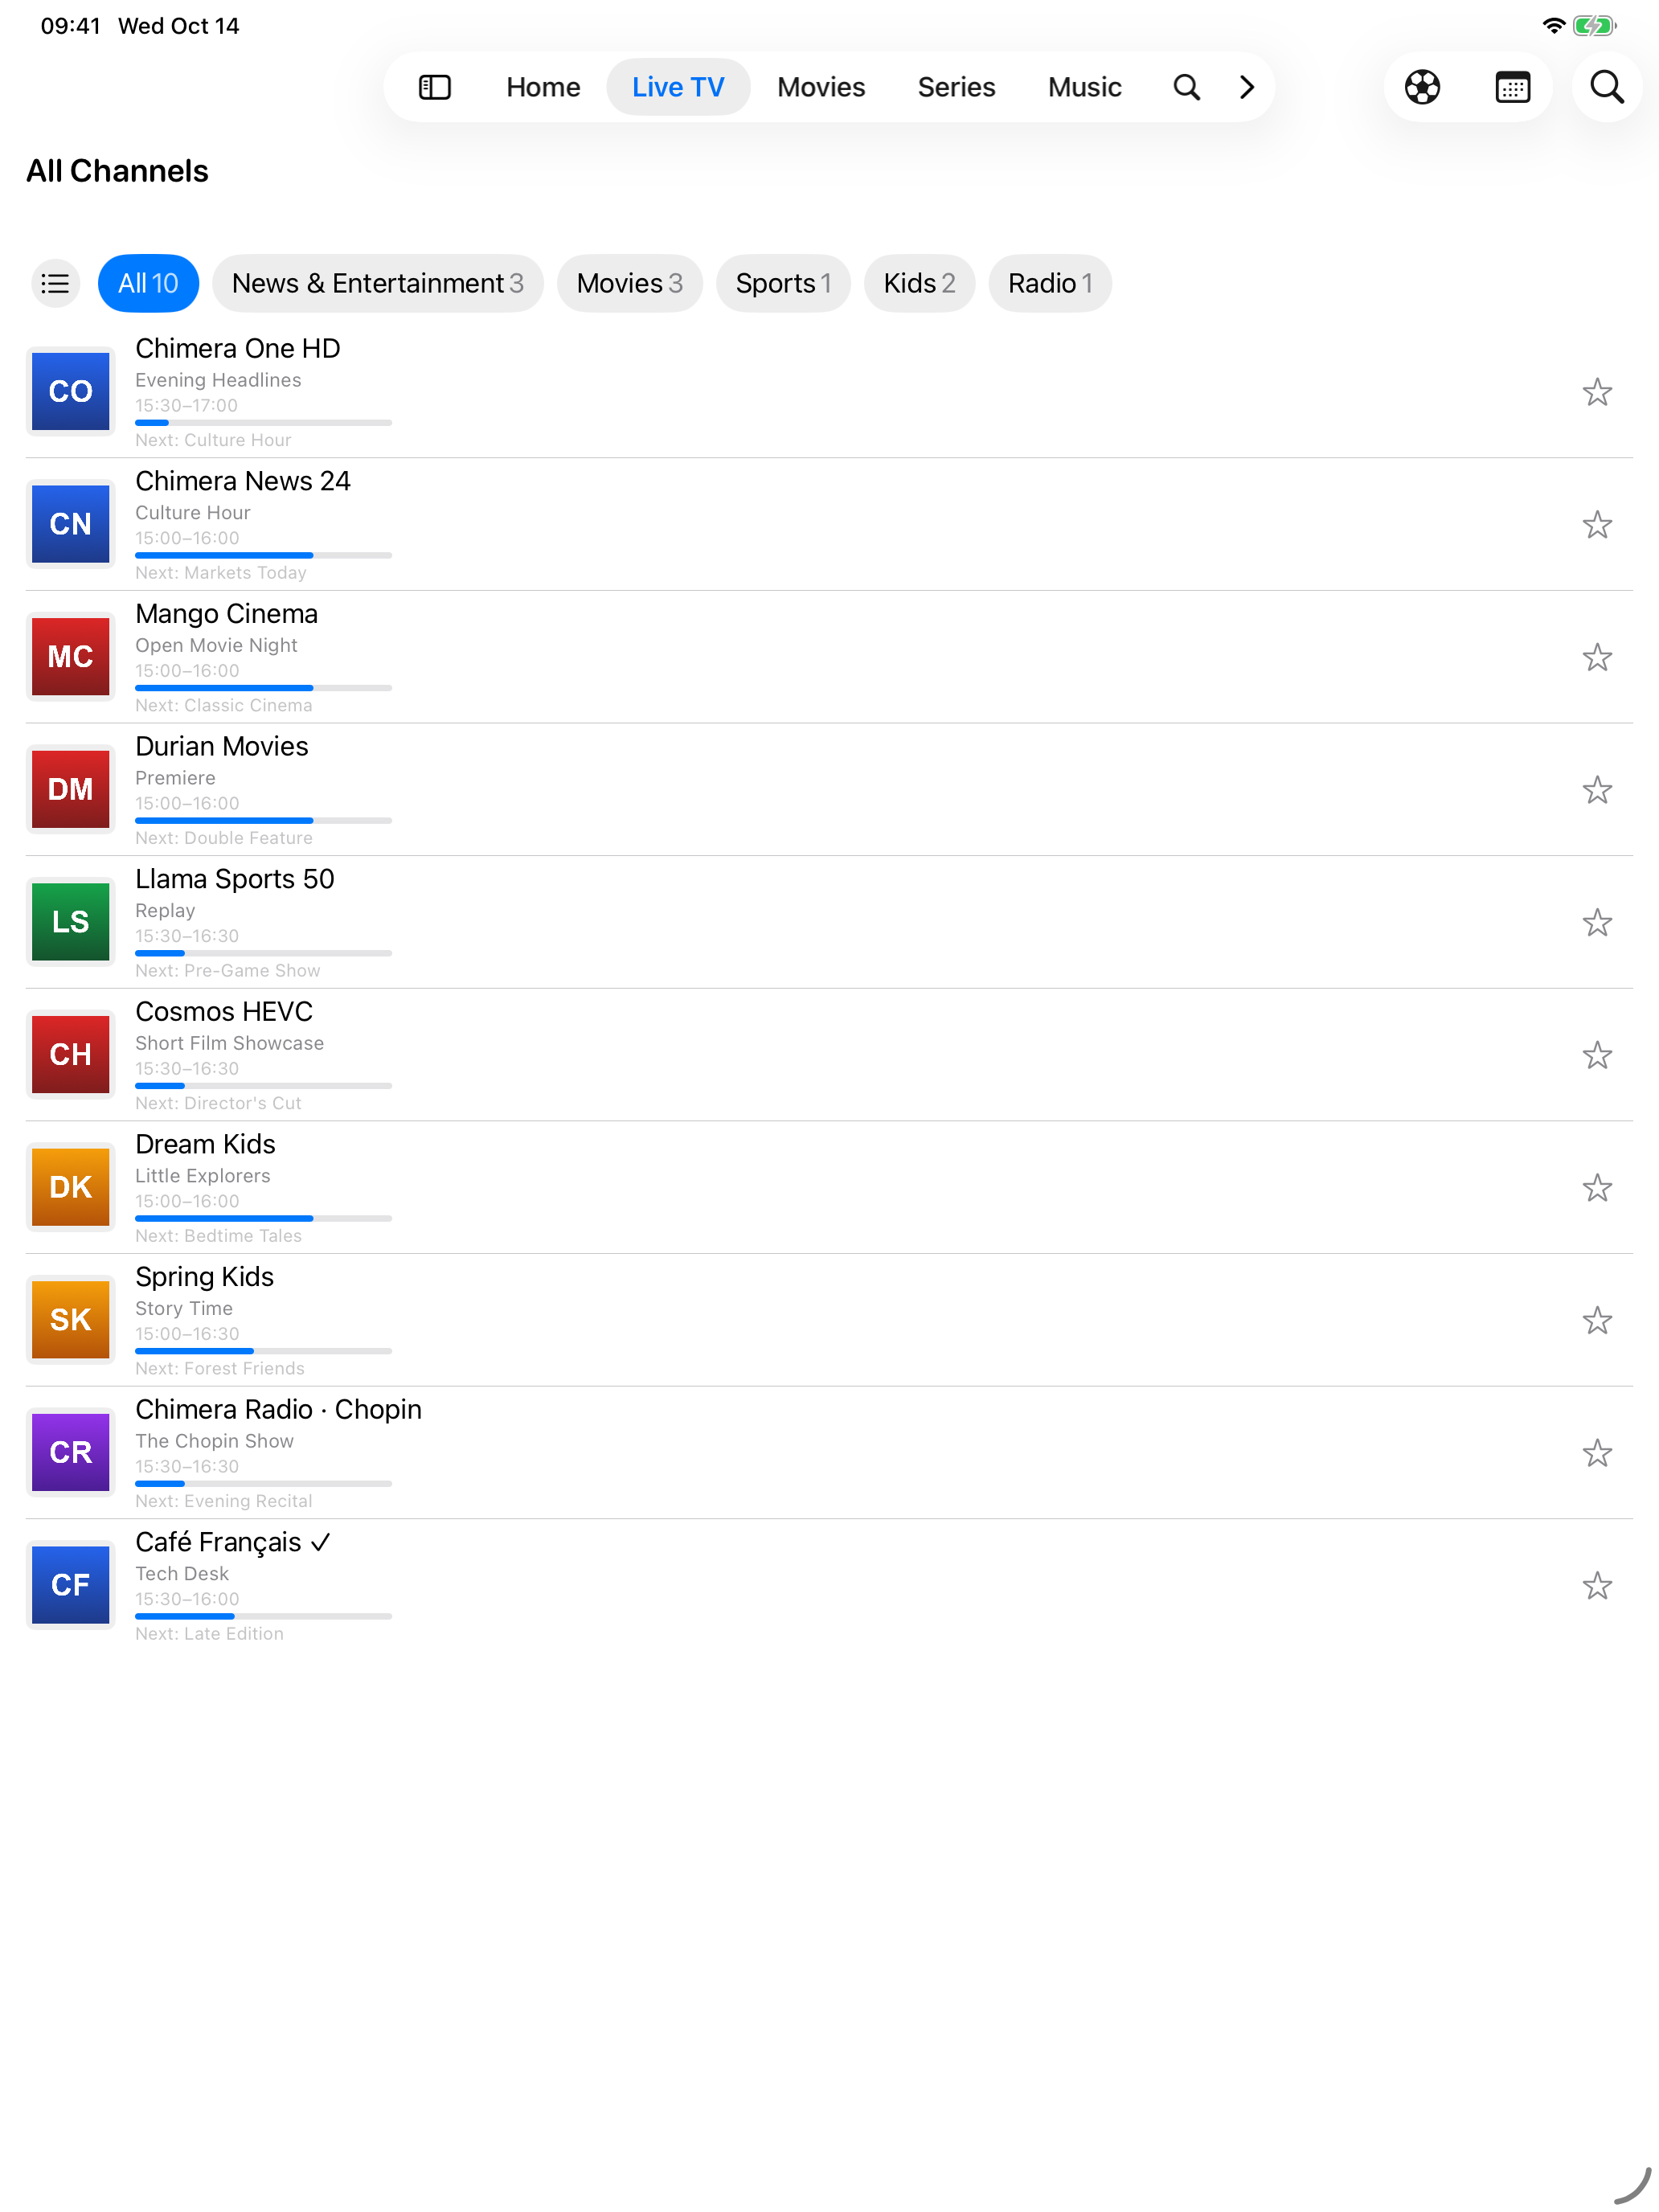 09:41 Wed Oct 14
Home Live TV Movies Series Music
All Channels
All 10 News & Entertainment 3 Movies 3 Sports 1 Kids 2 Radio 1
CO
Chimera One HD
Evening Headlines
15:30–17:00
Next: Culture Hour
CN
Chimera News 24
Culture Hour
15:00–16:00
Next: Markets Today
MC
Mango Cinema
Open Movie Night
15:00–16:00
Next: Classic Cinema
DM
Durian Movies
Premiere
15:00–16:00
Next: Double Feature
LS
Llama Sports 50
Replay
15:30–16:30
Next: Pre-Game Show
CH
Cosmos HEVC
Short Film Showcase
15:30–16:30
Next: Director's Cut
DK
Dream Kids
Little Explorers
15:00–16:00
Next: Bedtime Tales
SK
Spring Kids
Story Time
15:00–16:30
Next: Forest Friends
CR
Chimera Radio · Chopin
The Chopin Show
15:30–16:30
Next: Evening Recital
CF
Café Français ✓
Tech Desk
15:30–16:00
Next: Late Edition